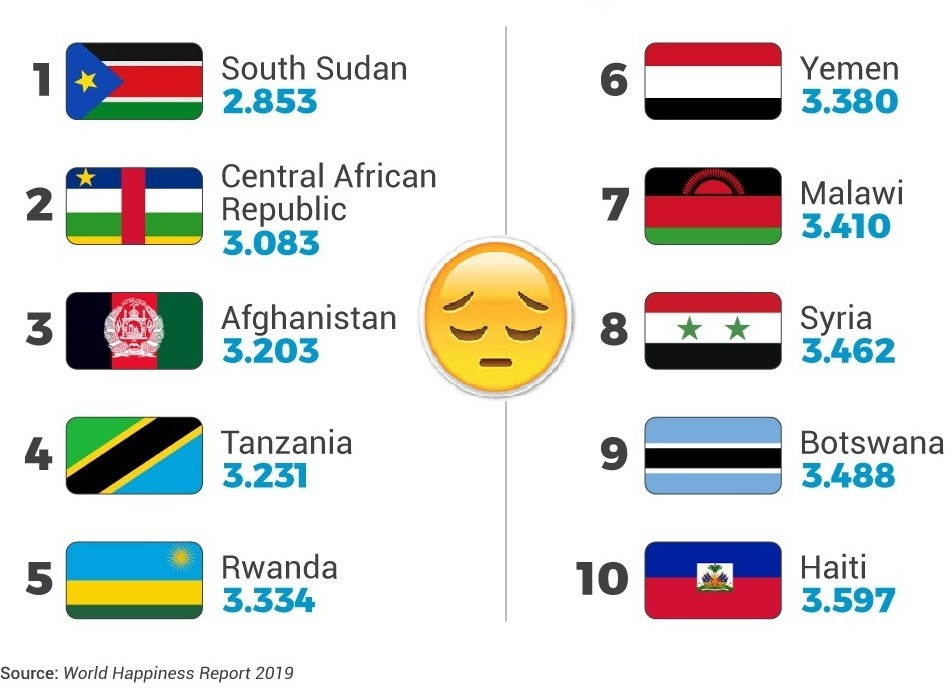 1
South Sudan
2.853
2
Central African
Republic
3.083
3
Afghanistan
3.203
4
Tanzania
3.231
5
Rwanda
3.334
6
Yemen
3.380
7
Malawi
3.410
8
Syria
3.462
9
Botswana
3.488
10
Haiti
3.597
Source: World Happiness Report 2019